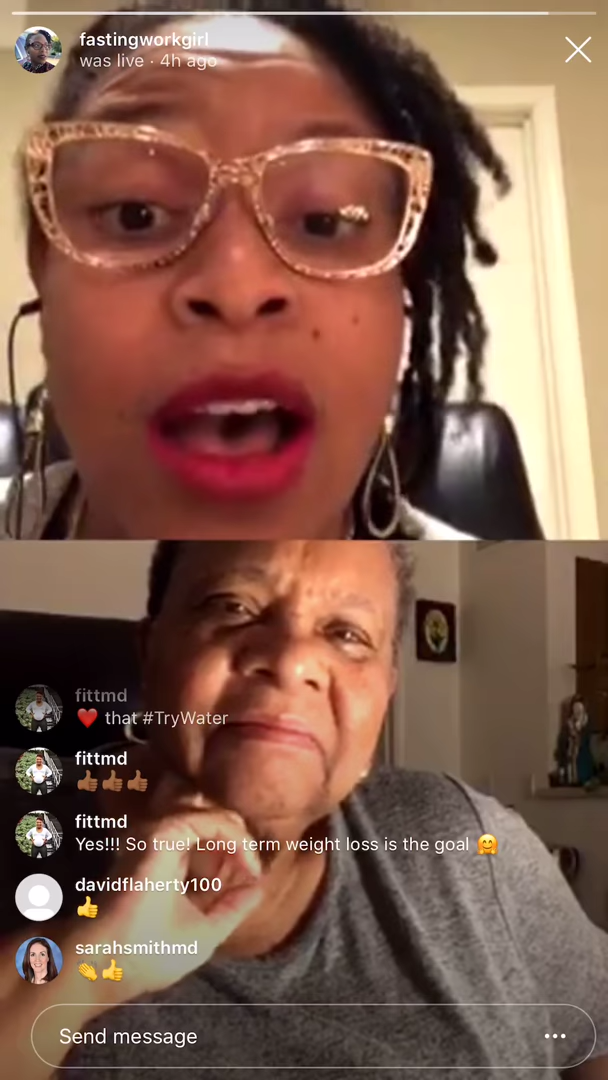 fastingworkgirl
was live · 4h ago
fittmd
❤️ that #TryWater
fittmd
👍🏾👍🏾👍🏾
fittmd
Yes!!! So true! Long term weight loss is the goal 🤗
davidflaherty100
👍
sarahsmithmd
👏👍
Send message